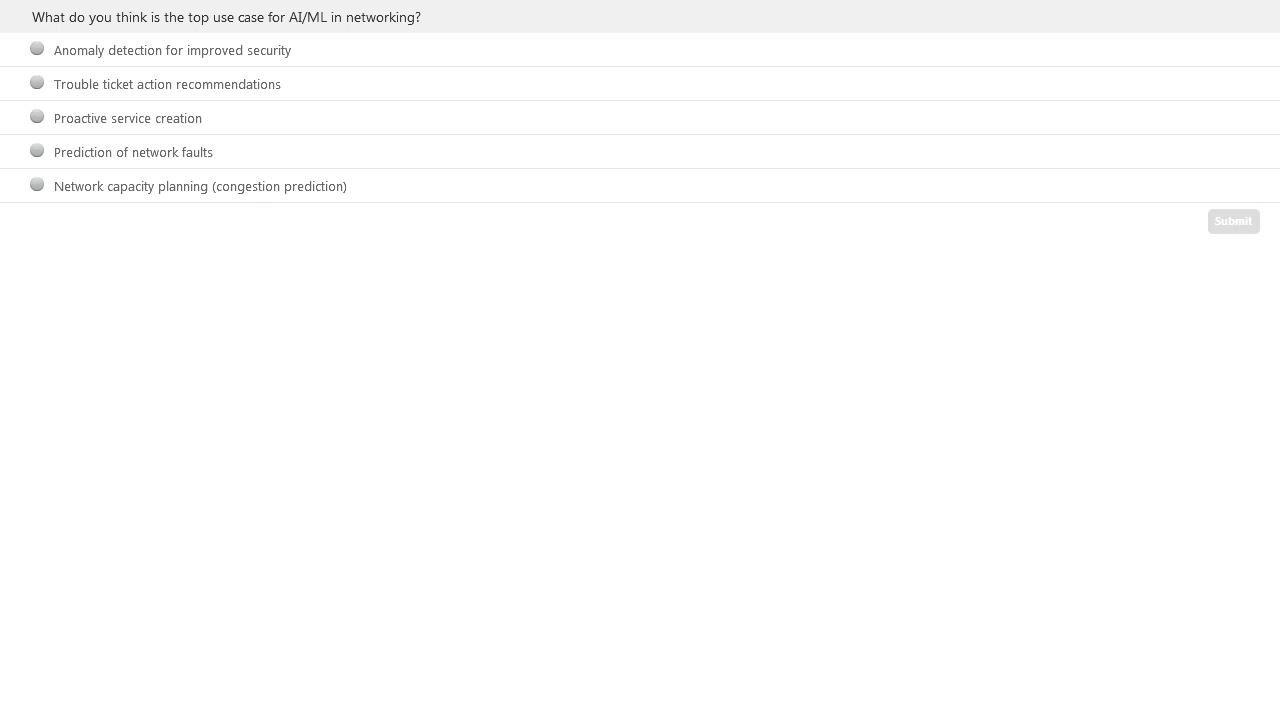 What do you think is the top use case for AI/ML in networking?
Anomaly detection for improved security
Trouble ticket action recommendations
Proactive service creation
Prediction of network faults
Network capacity planning (congestion prediction)
Submit